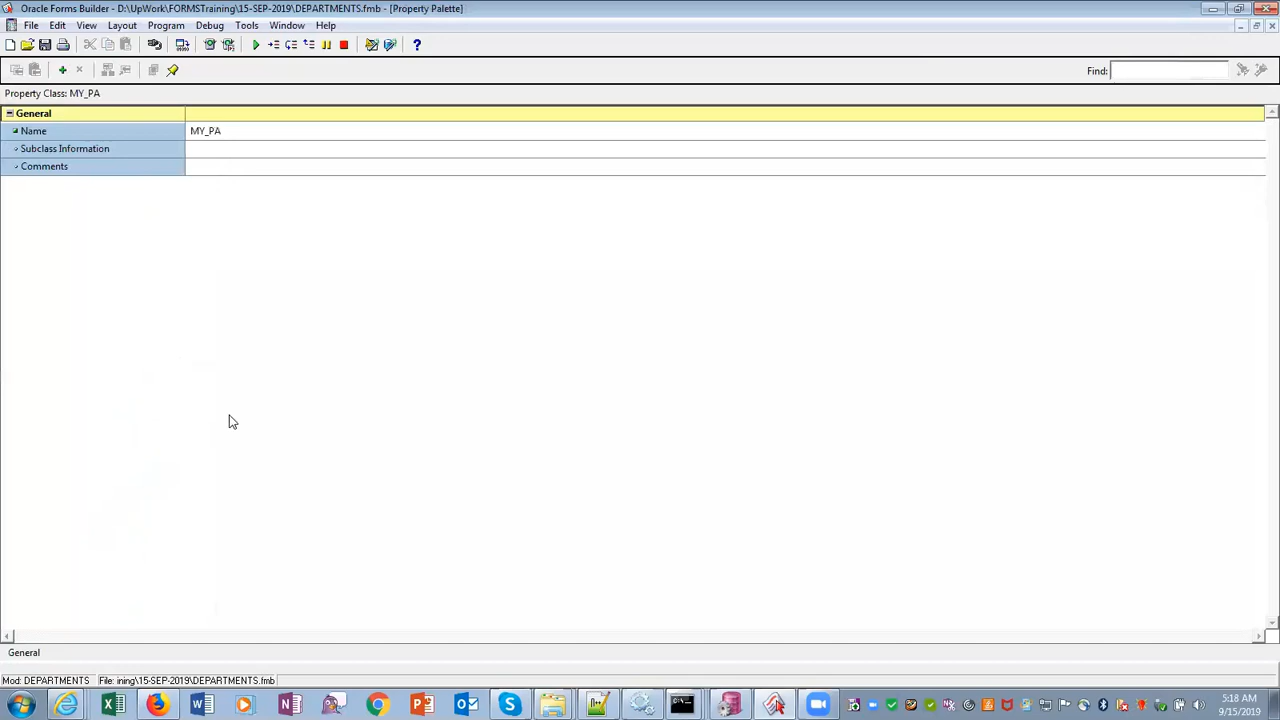 Oracle Forms Builder - D:\UpWork\FORMSTraining\15-SEP-2019\DEPARTMENTS.fmb - [Property Palette]
File Edit View Layout Program Debug Tools Window Help
Find:
Property Class: MY_PA
General
Name MY_PA
Subclass Information
Comments
General
Mod: DEPARTMENTS File: ining\15-SEP-2019\DEPARTMENTS.fmb
5:18 AM
9/15/2019